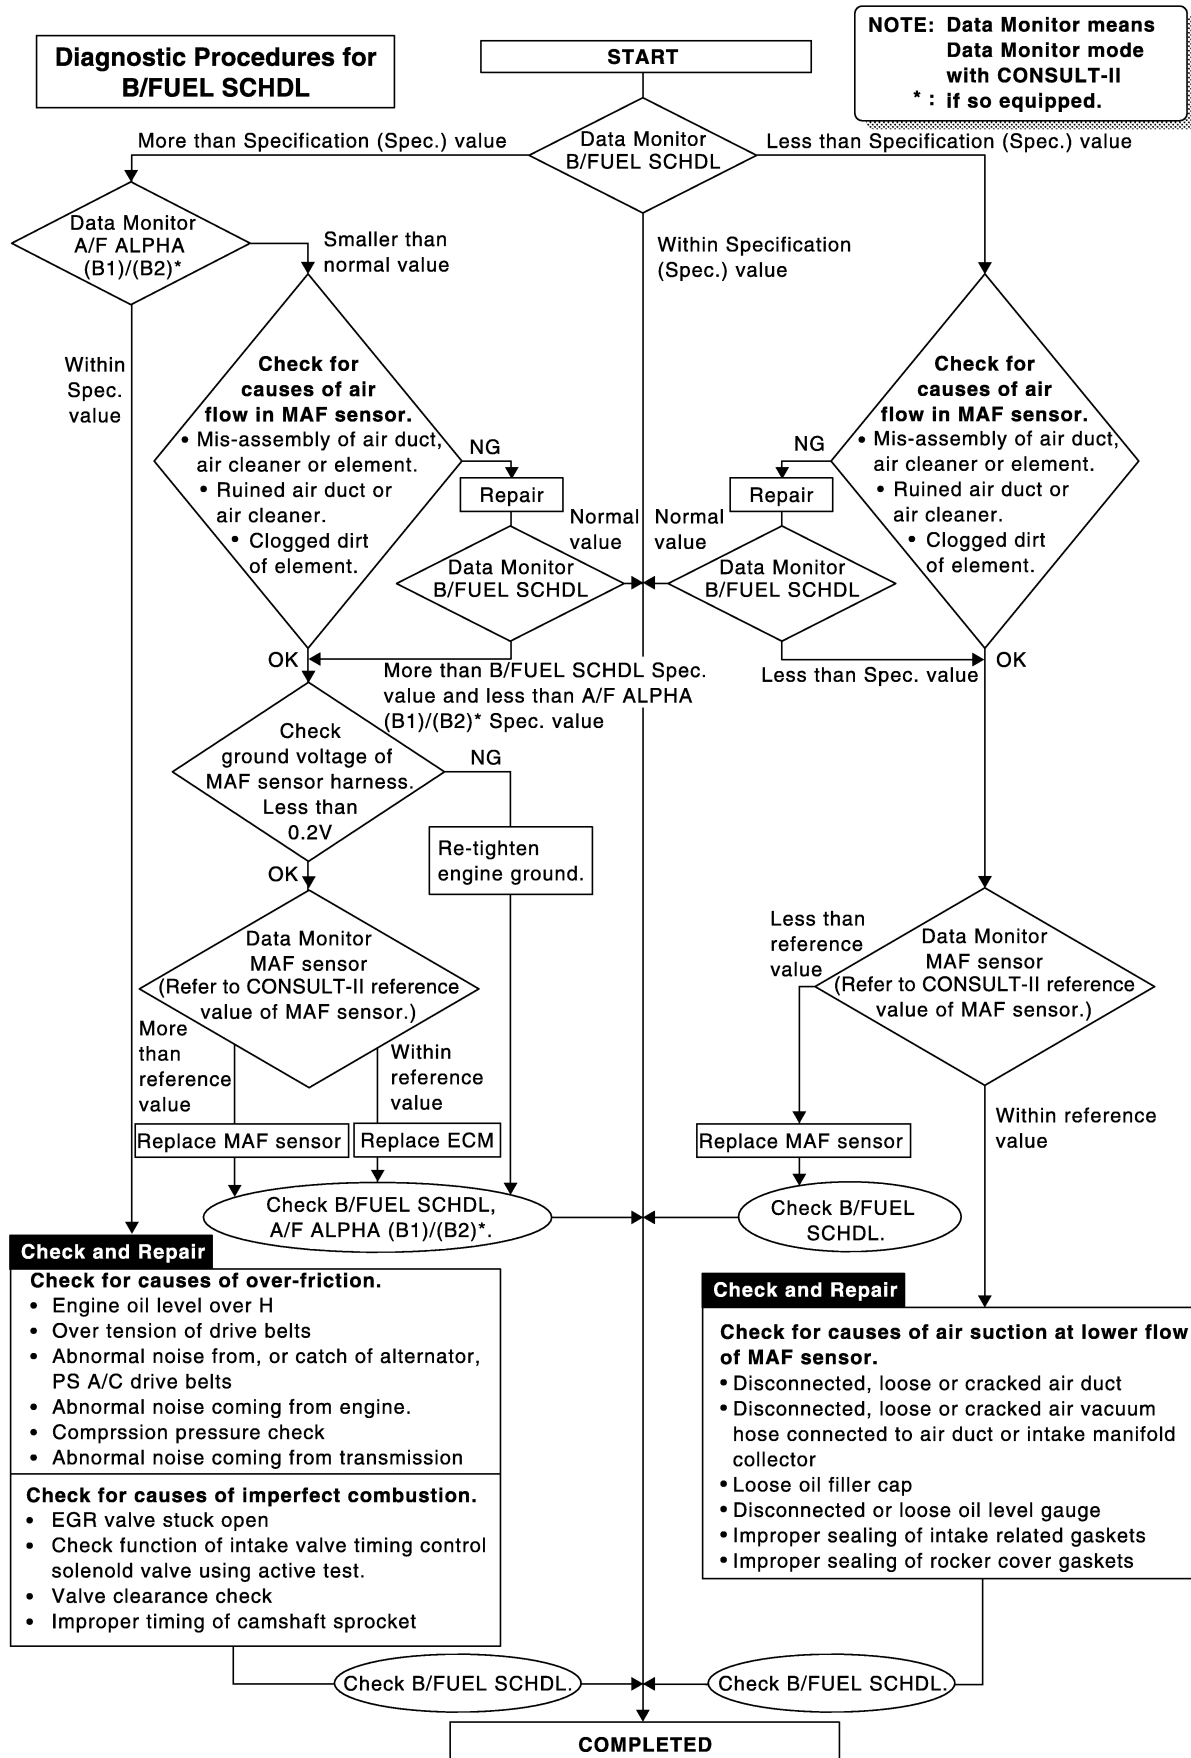 Diagnostic Procedures for
B/FUEL SCHDL
START
NOTE: Data Monitor means
Data Monitor mode
with CONSULT-II
* : if so equipped.
More than Specification (Spec.) value
Data Monitor
B/FUEL SCHDL
Less than Specification (Spec.) value
Data Monitor
A/F ALPHA
(B1)/(B2)*
Smaller than
normal value
Within Specification
(Spec.) value
Within
Spec.
value
Check for
causes of air
flow in MAF sensor.
• Mis-assembly of air duct,
air cleaner or element.
• Ruined air duct or
air cleaner.
• Clogged dirt
of element.
NG
Repair
Normal
value
Data Monitor
B/FUEL SCHDL
Check for
causes of air
flow in MAF sensor.
• Mis-assembly of air duct,
air cleaner or element.
• Ruined air duct or
air cleaner.
• Clogged dirt
of element.
NG
Repair
Normal
value
Data Monitor
B/FUEL SCHDL
OK
More than B/FUEL SCHDL Spec.
value and less than A/F ALPHA
(B1)/(B2)* Spec. value
Less than Spec. value
OK
Check
ground voltage of
MAF sensor harness.
Less than
0.2V
NG
Re-tighten
engine ground.
OK
Data Monitor
MAF sensor
(Refer to CONSULT-II reference
value of MAF sensor.)
More
than
reference
value
Within
reference
value
Replace MAF sensor
Replace ECM
Check B/FUEL SCHDL,
A/F ALPHA (B1)/(B2)*.
Less than
reference
value
Data Monitor
MAF sensor
(Refer to CONSULT-II reference
value of MAF sensor.)
Within reference
value
Replace MAF sensor
Check B/FUEL
SCHDL.
Check and Repair
Check for causes of over-friction.
• Engine oil level over H
• Over tension of drive belts
• Abnormal noise from, or catch of alternator,
PS A/C drive belts
• Abnormal noise coming from engine.
• Comprssion pressure check
• Abnormal noise coming from transmission
Check for causes of imperfect combustion.
• EGR valve stuck open
• Check function of intake valve timing control
solenold valve using active test.
• Valve clearance check
• Improper timing of camshaft sprocket
Check and Repair
Check for causes of air suction at lower flow
of MAF sensor.
• Disconnected, loose or cracked air duct
• Disconnected, loose or cracked air vacuum
hose connected to air duct or intake manifold
collector
• Loose oil filler cap
• Disconnected or loose oil level gauge
• Improper sealing of intake related gaskets
• Improper sealing of rocker cover gaskets
Check B/FUEL SCHDL.
Check B/FUEL SCHDL.
COMPLETED